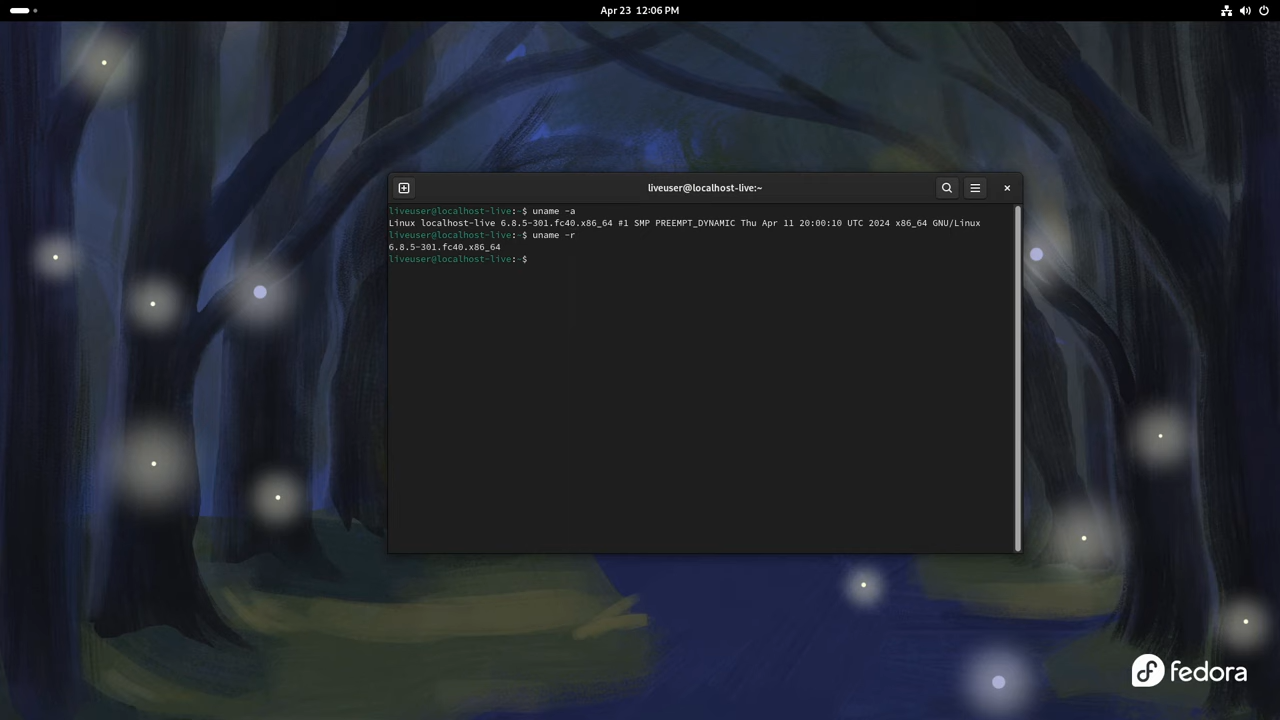 Apr 23 12:06 PM
liveuser@localhost-live:~
liveuser@localhost-live:~$ uname -a
Linux localhost-live 6.8.5-301.fc40.x86_64 #1 SMP PREEMPT_DYNAMIC Thu Apr 11 20:00:10 UTC 2024 x86_64 GNU/Linux
liveuser@localhost-live:~$ uname -r
6.8.5-301.fc40.x86_64
liveuser@localhost-live:~$
fedora